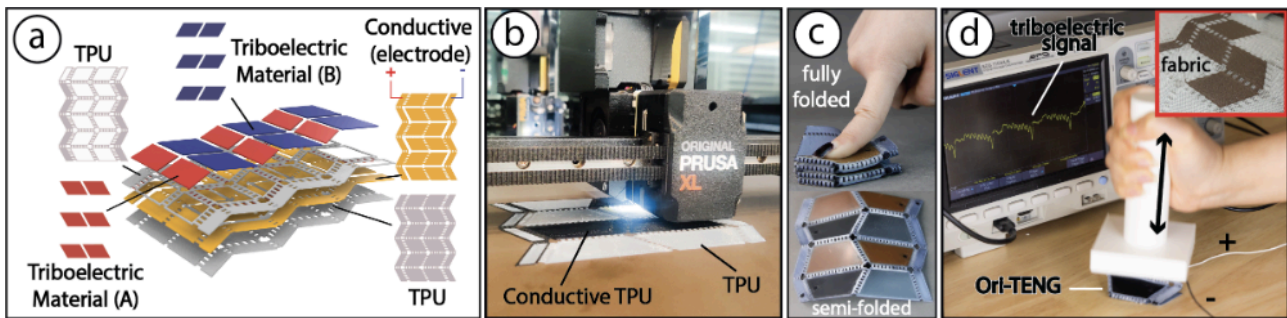 a
TPU
Triboelectric
Material (B)
Conductive
(electrode)
+
-
Triboelectric
Material (A)
TPU
b
ORIGINAL
PRUSA
XL
Conductive TPU
TPU
c
fully
folded
semi-folded
d
triboelectric
signal
SIGLENT
fabric
+
Ori-TENG
-